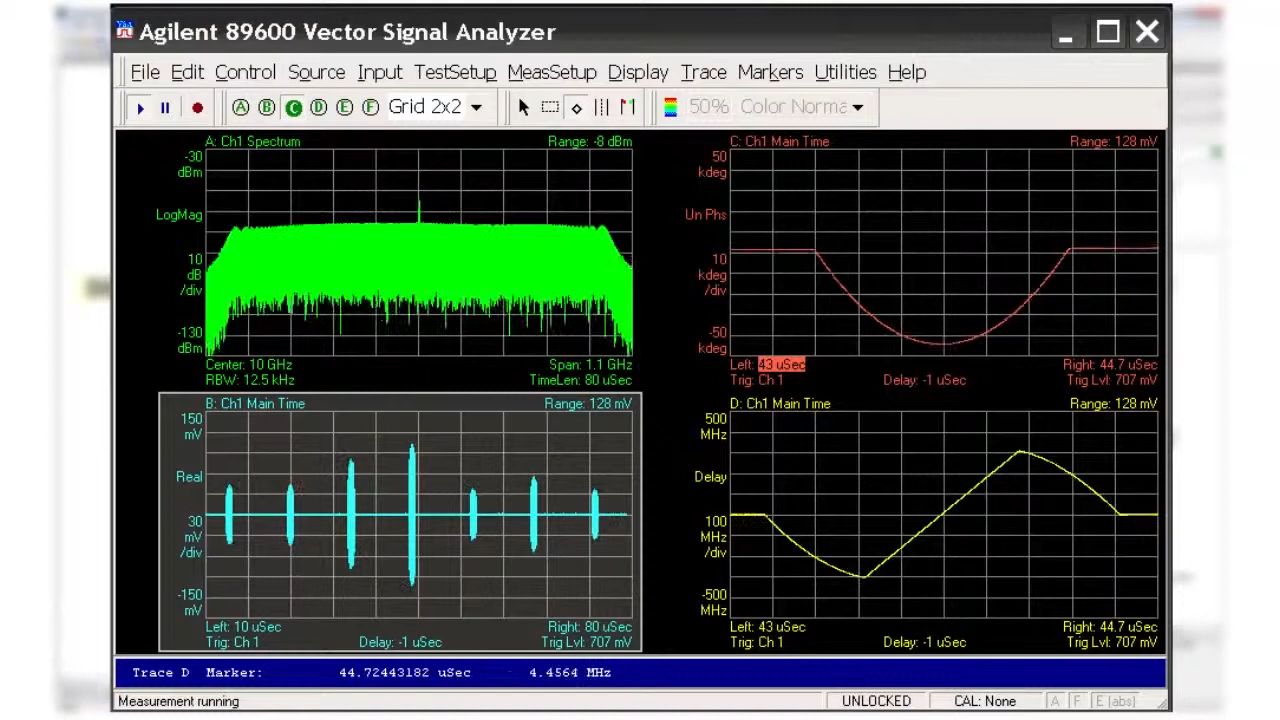 Agilent 89600 Vector Signal Analyzer
File Edit Control Source Input TestSetup MeasSetup Display Trace Markers Utilities Help
A B C D E F Grid 2x2 50% Color Norma
A: Ch1 Spectrum Range: -8 dBm
-30
dBm
LogMag
10
dB
/div
-130
dBm
Center: 10 GHz Span: 1.1 GHz
RBW: 12.5 kHz TimeLen: 80 uSec
C: Ch1 Main Time Range: 128 mV
50
kdeg
Un Phs
10
kdeg
/div
-50
kdeg
Left: 43 uSec Right: 44.7 uSec
Trig: Ch 1 Delay: -1 uSec Trig Lvl: 707 mV
B: Ch1 Main Time Range: 128 mV
150
mV
Real
30
mV
/div
-150
mV
Left: 10 uSec Right: 80 uSec
Trig: Ch 1 Delay: -1 uSec Trig Lvl: 707 mV
D: Ch1 Main Time Range: 128 mV
500
MHz
Delay
100
MHz
/div
-500
MHz
Left: 43 uSec Right: 44.7 uSec
Trig: Ch 1 Delay: -1 uSec Trig Lvl: 707 mV
Trace D Marker: 44.72443182 uSec 4.4564 MHz
Measurement running UNLOCKED CAL: None A F E [abs]